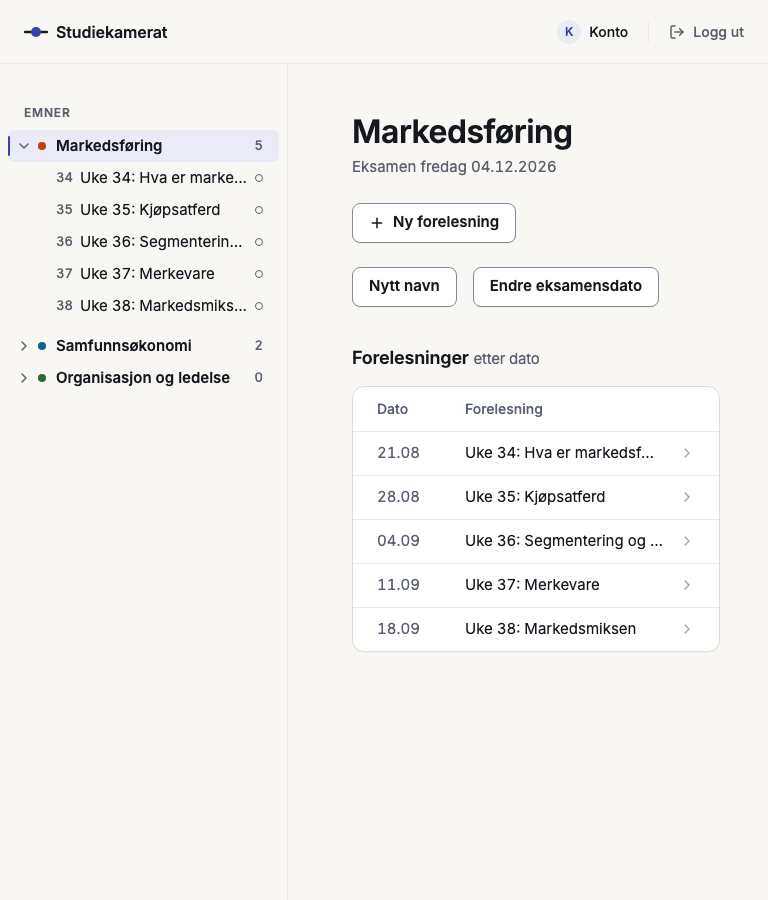 Studiekamerat
K Konto
Logg ut
EMNER
Markedsføring 5
34 Uke 34: Hva er marke...
35 Uke 35: Kjøpsatferd
36 Uke 36: Segmenterin...
37 Uke 37: Merkevare
38 Uke 38: Markedsmiks...
Samfunnsøkonomi 2
Organisasjon og ledelse 0
Markedsføring
Eksamen fredag 04.12.2026
Ny forelesning
Nytt navn
Endre eksamensdato
Forelesninger etter dato
Dato Forelesning
21.08 Uke 34: Hva er markedsf...
28.08 Uke 35: Kjøpsatferd
04.09 Uke 36: Segmentering og ...
11.09 Uke 37: Merkevare
18.09 Uke 38: Markedsmiksen